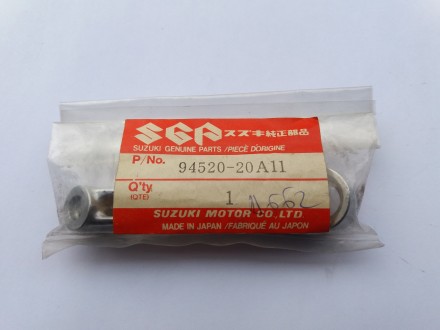 SGP スズキ純正部品
SUZUKI GENUINE PARTS /PIÈCE D'ORIGINE
P/No. 94520-20A11
Q'ty 1
(QTÉ)
SUZUKI MOTOR CO.,LTD.
MADE IN JAPAN /FABRIQUÉ AU JAPON